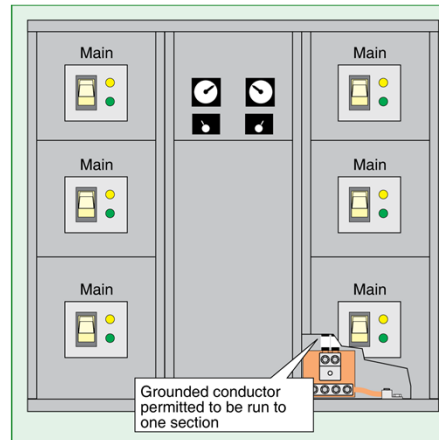 Main
Main
Main
Main
Main
Main
Grounded conductor
permitted to be run to
one section